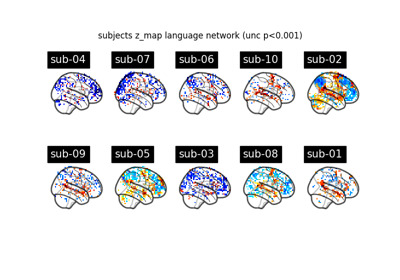 subjects z_map language network (unc p<0.001)
sub-04 sub-07 sub-06 sub-10 sub-02
sub-09 sub-05 sub-03 sub-08 sub-01